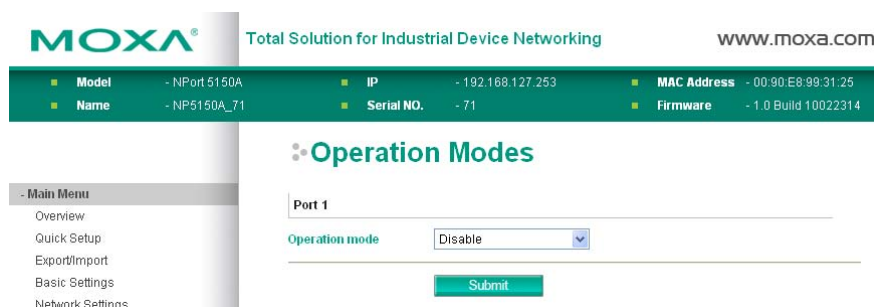 MOXA® Total Solution for Industrial Device Networking www.moxa.com
Model - NPort 5150A IP - 192.168.127.253 MAC Address - 00:90:E8:99:31:25
Name - NP5150A_71 Serial NO. - 71 Firmware - 1.0 Build 10022314
Operation Modes
- Main Menu
Overview
Quick Setup
Export/Import
Basic Settings
Network Settings
Port 1
Operation mode Disable
Submit